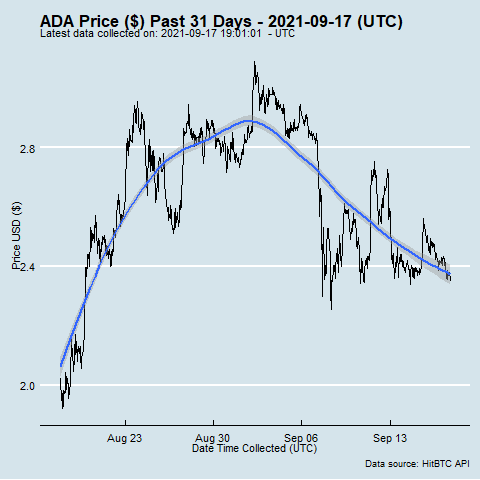 ADA Price ($) Past 31 Days - 2021-09-17 (UTC)
Latest data collected on: 2021-09-17 19:01:01 - UTC
Price USD ($)
2.8
2.4
2.0
Aug 23 Aug 30 Sep 06 Sep 13
Date Time Collected (UTC)
Data source: HitBTC API